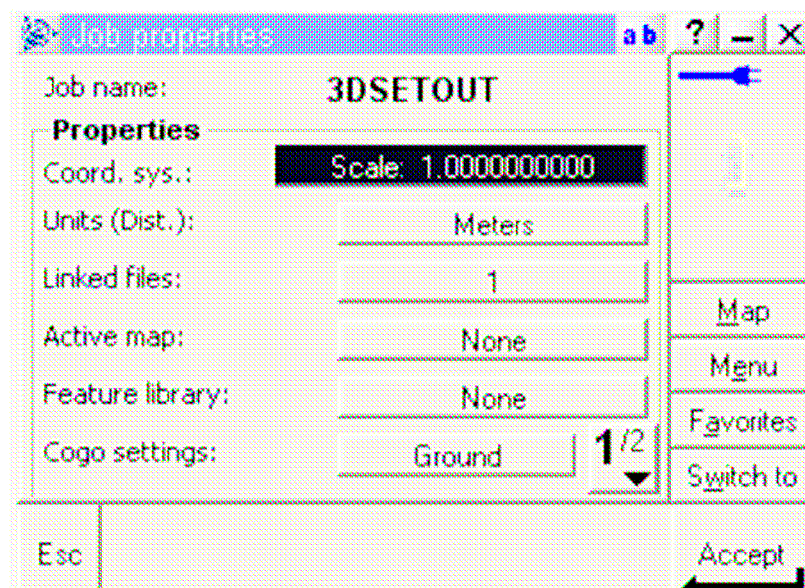 Job properties ab ? _ X
Job name: 3DSETOUT
Properties
Coord. sys.: Scale: 1.0000000000
Units (Dist.): Meters
Linked files: 1
Active map: None
Feature library: None
Cogo settings: Ground 1/2
Map
Menu
Favorites
Switch to
Esc Accept